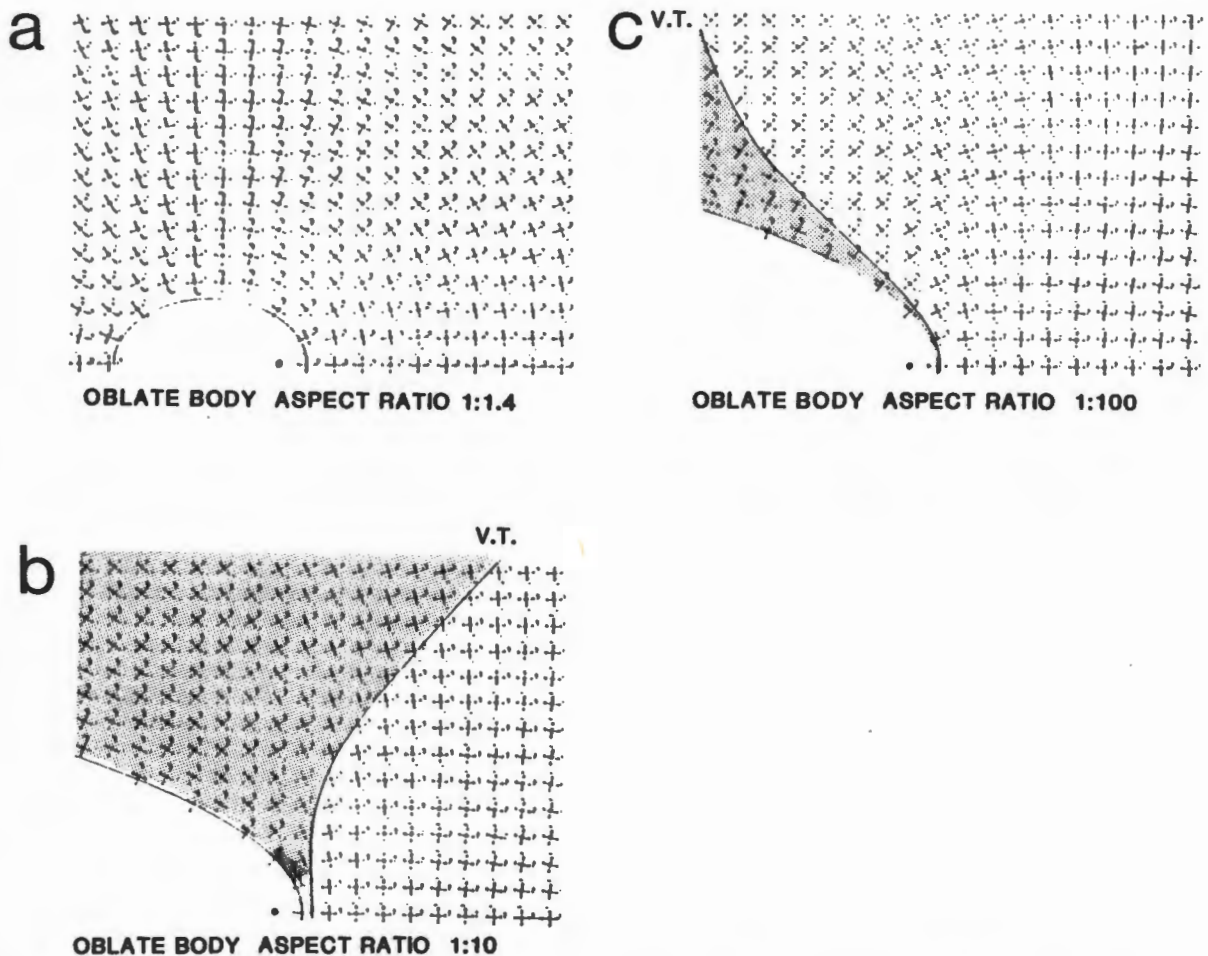 a
OBLATE BODY ASPECT RATIO 1:1.4
c
V.T.
OBLATE BODY ASPECT RATIO 1:100
b
V.T.
OBLATE BODY ASPECT RATIO 1:10